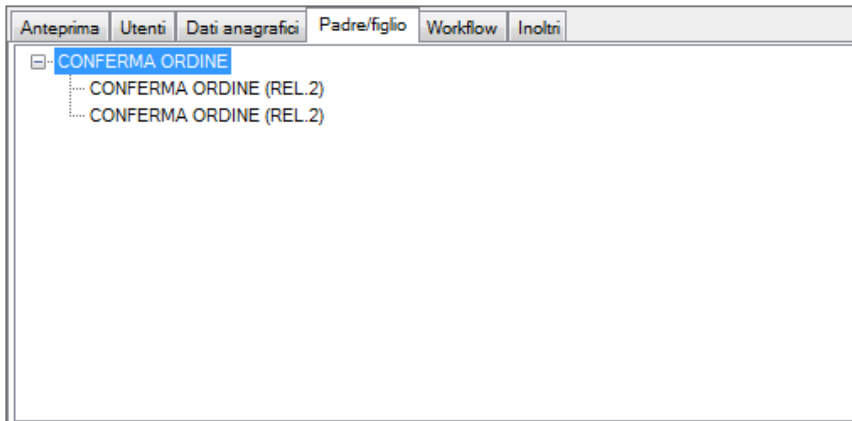 Anteprima Utenti Dati anagrafici Padre/figlio Workflow Inoltri
CONFERMA ORDINE
CONFERMA ORDINE (REL.2)
CONFERMA ORDINE (REL.2)